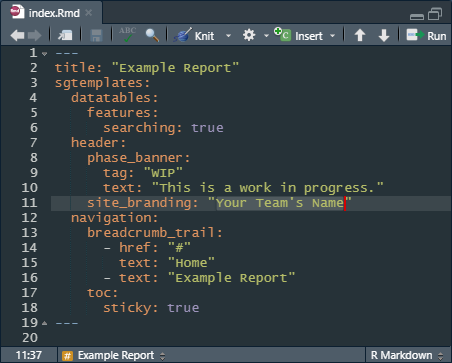 index.Rmd
ABC Knit Insert Run
1 ---
2 title: "Example Report"
3 sgtemplates:
4   datatables:
5     features:
6       searching: true
7   header:
8     phase_banner:
9       tag: "WIP"
10       text: "This is a work in progress."
11     site_branding: "Your Team's Name"
12   navigation:
13     breadcrumb_trail:
14       - href: "#"
15         text: "Home"
16       - text: "Example Report"
17     toc:
18       sticky: true
19 ---
20
11:37 # Example Report R Markdown